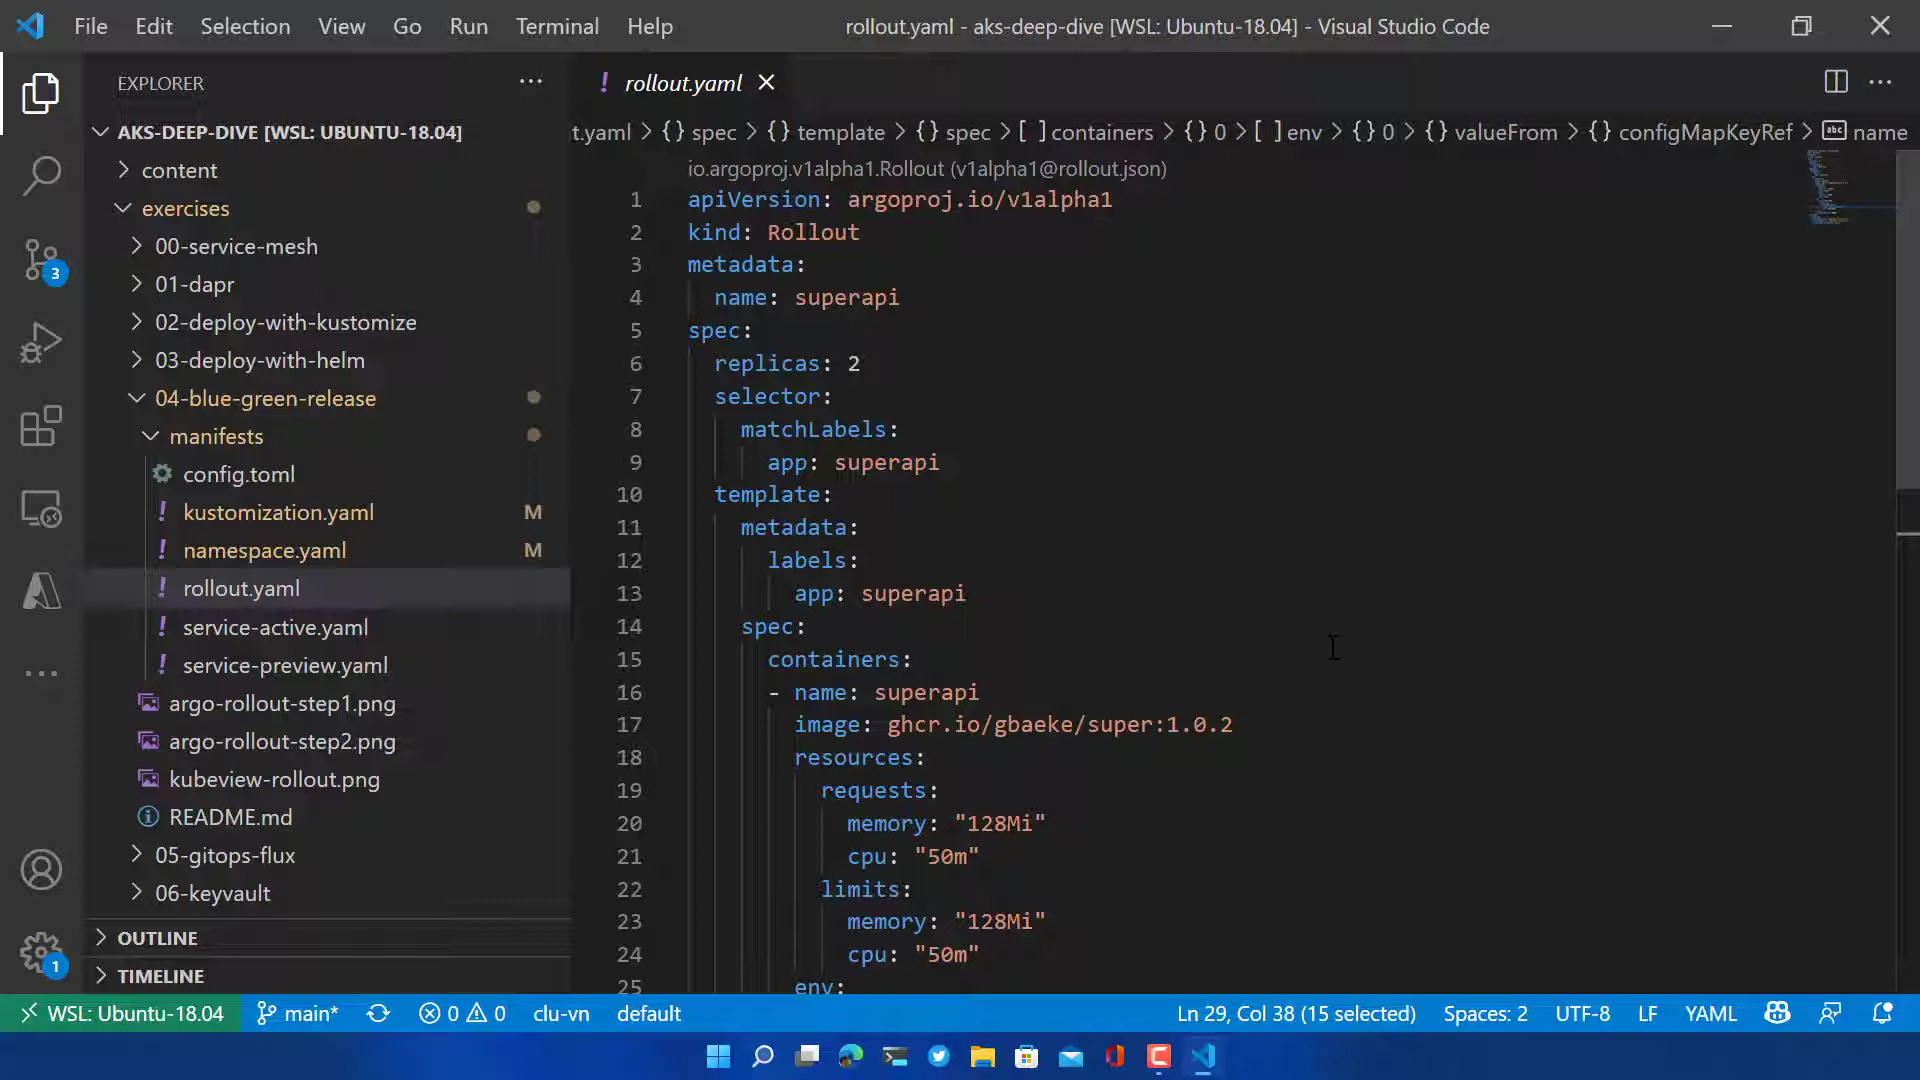 File Edit Selection View Go Run Terminal Help
rollout.yaml - aks-deep-dive [WSL: Ubuntu-18.04] - Visual Studio Code
EXPLORER
AKS-DEEP-DIVE [WSL: UBUNTU-18.04]
content
exercises
00-service-mesh
01-dapr
02-deploy-with-kustomize
03-deploy-with-helm
04-blue-green-release
manifests
config.toml
kustomization.yaml M
namespace.yaml M
rollout.yaml
service-active.yaml
service-preview.yaml
argo-rollout-step1.png
argo-rollout-step2.png
kubeview-rollout.png
README.md
05-gitops-flux
06-keyvault
OUTLINE
TIMELINE
3
1
! rollout.yaml
t.yaml > {} spec > {} template > {} spec > [ ] containers > {} 0 > [ ] env > {} 0 > {} valueFrom > {} configMapKeyRef > abc name
io.argoproj.v1alpha1.Rollout (v1alpha1@rollout.json)
1 apiVersion: argoproj.io/v1alpha1
2 kind: Rollout
3 metadata:
4 name: superapi
5 spec:
6 replicas: 2
7 selector:
8 matchLabels:
9 app: superapi
10 template:
11 metadata:
12 labels:
13 app: superapi
14 spec:
15 containers:
16 - name: superapi
17 image: ghcr.io/gbaeke/super:1.0.2
18 resources:
19 requests:
20 memory: "128Mi"
21 cpu: "50m"
22 limits:
23 memory: "128Mi"
24 cpu: "50m"
25 env:
WSL: Ubuntu-18.04 main* 0 0 clu-vn default Ln 29, Col 38 (15 selected) Spaces: 2 UTF-8 LF YAML